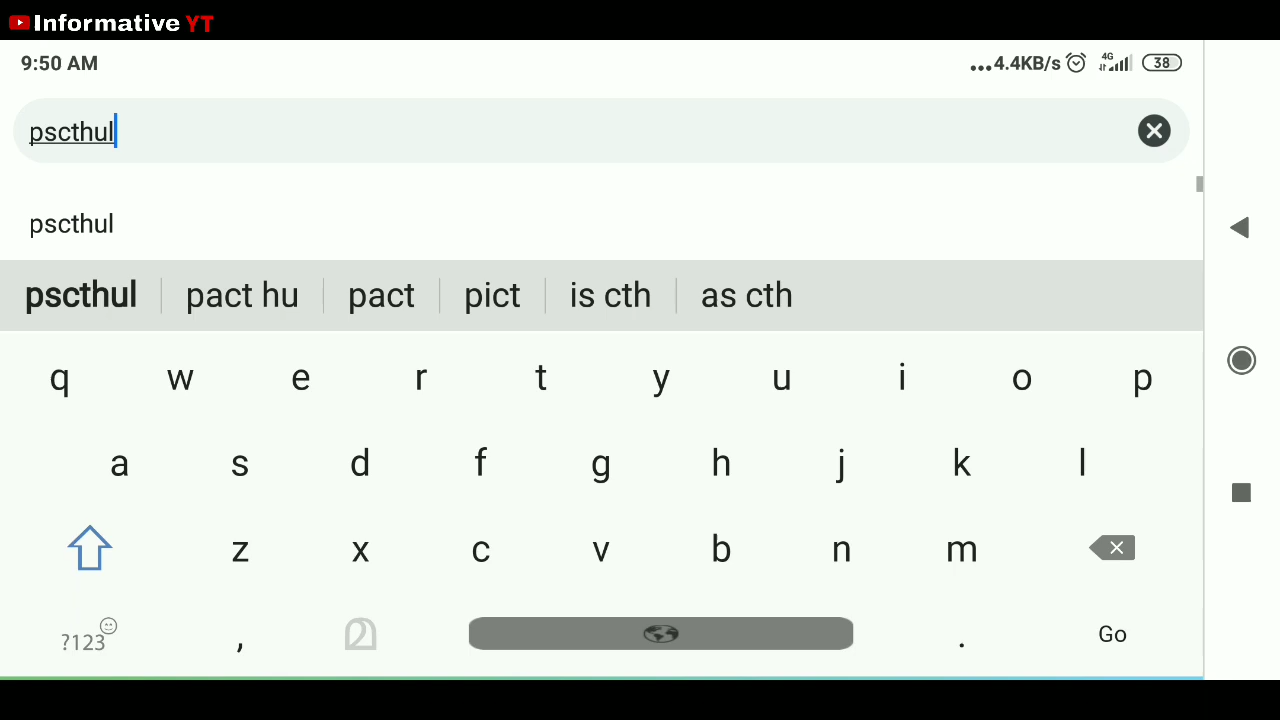 Informative YT
9:50 AM ...4.4KB/s 4G 38
pscthul
pscthul
pscthul pact hu pact pict is cth as cth
q w e r t y u i o p
a s d f g h j k l
z x c v b n m
?123 , മ . Go